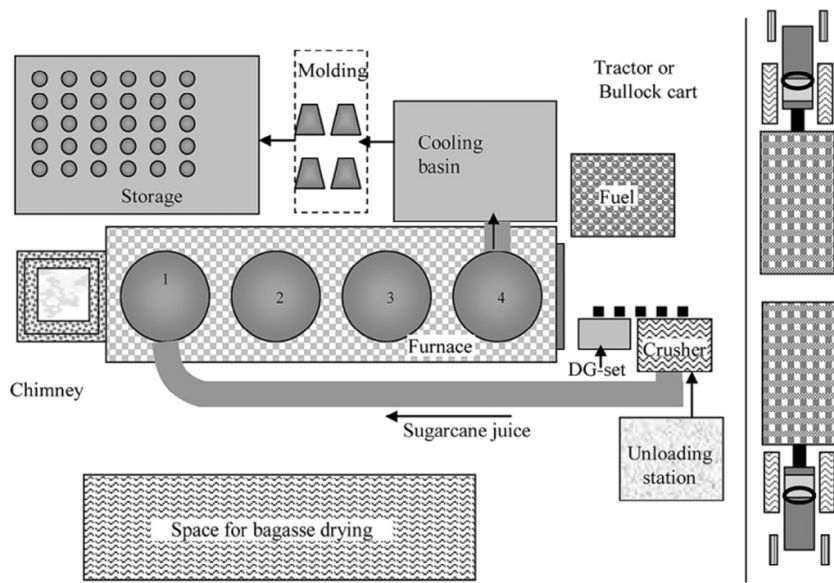 Molding
Tractor or
Bullock cart
Cooling
basin
Storage
Fuel
1
2
3
4
Furnace
Crusher
DG-set
Chimney
Sugarcane juice
Unloading
station
Space for bagasse drying